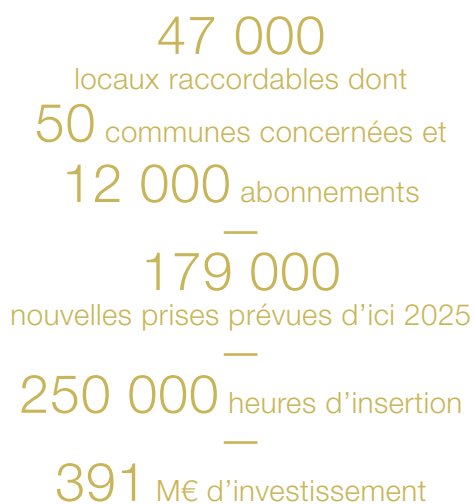 47 000
locaux raccordables dont
50 communes concernées et
12 000 abonnements
—
179 000
nouvelles prises prévues d’ici 2025
—
250 000 heures d’insertion
—
391 M€ d’investissement